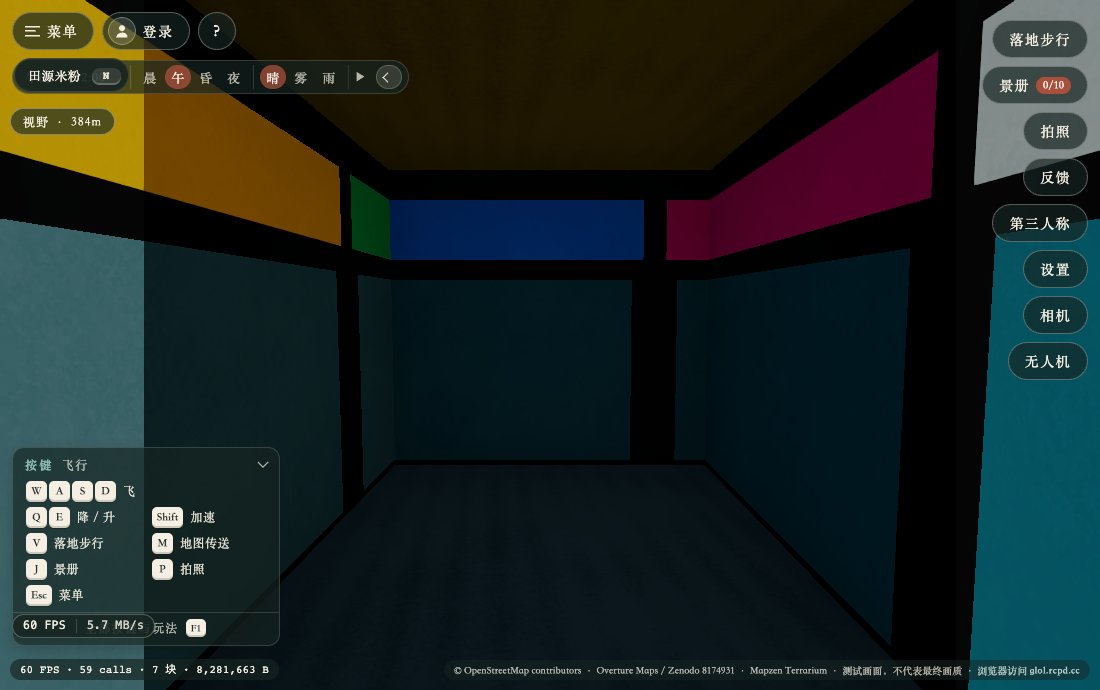 菜单
登录
?
田源米粉 N
晨 午 昏 夜 晴 雾 雨
视野 · 384m
落地步行
景册 0/10
拍照
反馈
第三人称
设置
相机
无人机
按键 飞行
W A S D 飞
Q E 降 / 升 Shift 加速
V 落地步行 M 地图传送
J 景册 P 拍照
Esc 菜单
60 FPS 5.7 MB/s 玩法 F1
60 FPS · 59 calls · 7 块 · 8,281,663 B
© OpenStreetMap contributors · Overture Maps / Zenodo 8174931 · Mapzen Terrarium · 测试画面，不代表最终画质 · 浏览器访问 glol.rcpd.cc